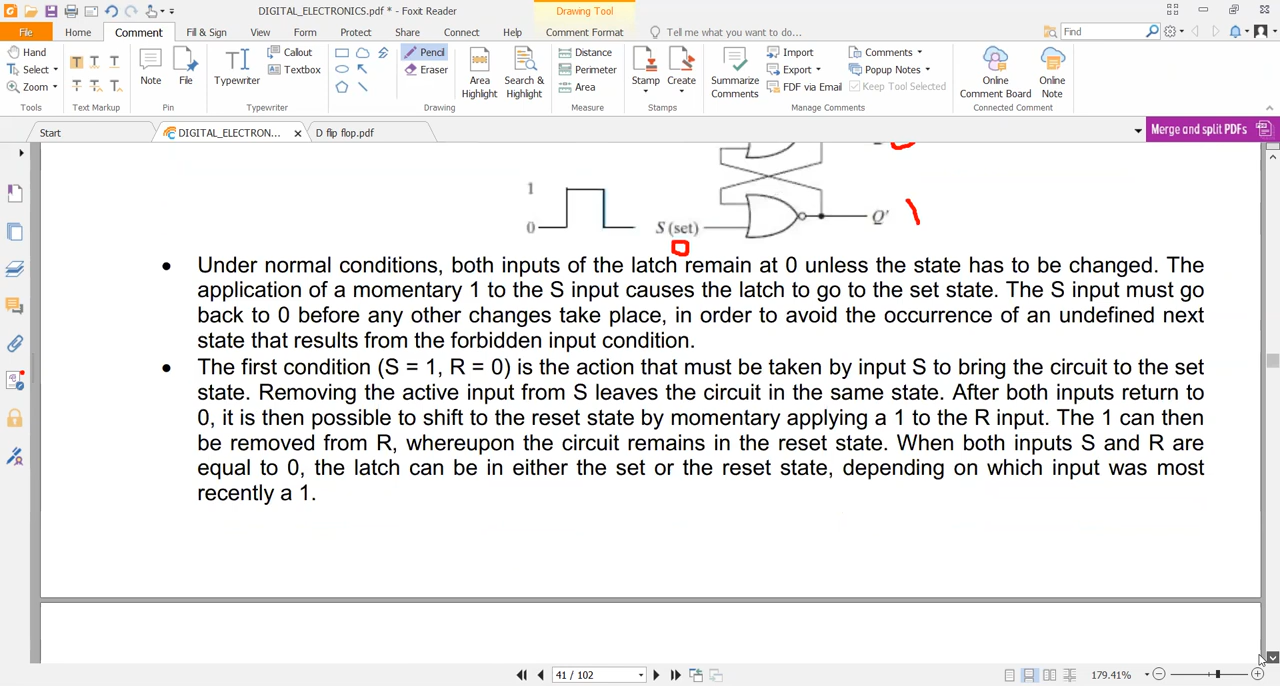 DIGITAL_ELECTRONICS.pdf * - Foxit Reader
Drawing Tool
File Home Comment Fill & Sign View Form Protect Share Connect Help Comment Format Tell me what you want to do... Find
Hand
Select
Zoom
Tools
Text Markup
Note
File
Pin
Typewriter
Callout
Textbox
Typewriter
Pencil
Eraser
Drawing
Area Highlight
Search & Highlight
Distance
Perimeter
Area
Measure
Stamp
Create
Stamps
Summarize Comments
Import
Export
FDF via Email
Comments
Popup Notes
Keep Tool Selected
Manage Comments
Online Comment Board
Online Note
Connected Comment
Start DIGITAL_ELECTRON... D flip flop.pdf Merge and split PDFs
1
0
S (set)
Q'
\
0
• Under normal conditions, both inputs of the latch remain at 0 unless the state has to be changed. The
application of a momentary 1 to the S input causes the latch to go to the set state. The S input must go
back to 0 before any other changes take place, in order to avoid the occurrence of an undefined next
state that results from the forbidden input condition.
• The first condition (S = 1, R = 0) is the action that must be taken by input S to bring the circuit to the set
state. Removing the active input from S leaves the circuit in the same state. After both inputs return to
0, it is then possible to shift to the reset state by momentary applying a 1 to the R input. The 1 can then
be removed from R, whereupon the circuit remains in the reset state. When both inputs S and R are
equal to 0, the latch can be in either the set or the reset state, depending on which input was most
recently a 1.
41 / 102
179.41%